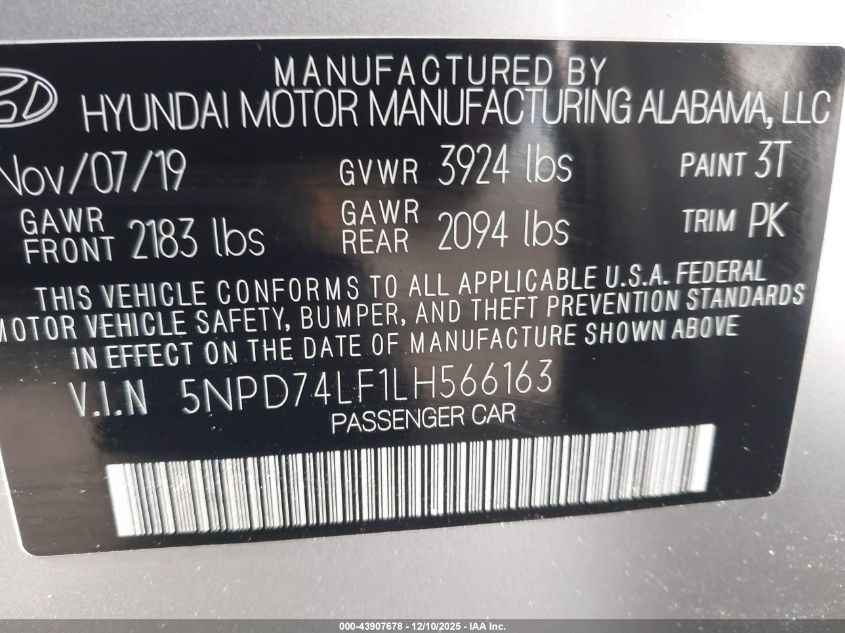 MANUFACTURED BY
HYUNDAI MOTOR MANUFACTURING ALABAMA, LLC
Nov/07/19 GVWR 3924 lbs PAINT 3T
GAWR FRONT 2183 lbs GAWR REAR 2094 lbs TRIM PK
THIS VEHICLE CONFORMS TO ALL APPLICABLE U.S.A. FEDERAL
MOTOR VEHICLE SAFETY, BUMPER, AND THEFT PREVENTION STANDARDS
IN EFFECT ON THE DATE OF MANUFACTURE SHOWN ABOVE
V.I.N 5NPD74LF1LH566163
PASSENGER CAR
000-43907678 - 12/10/2025 - IAA Inc.